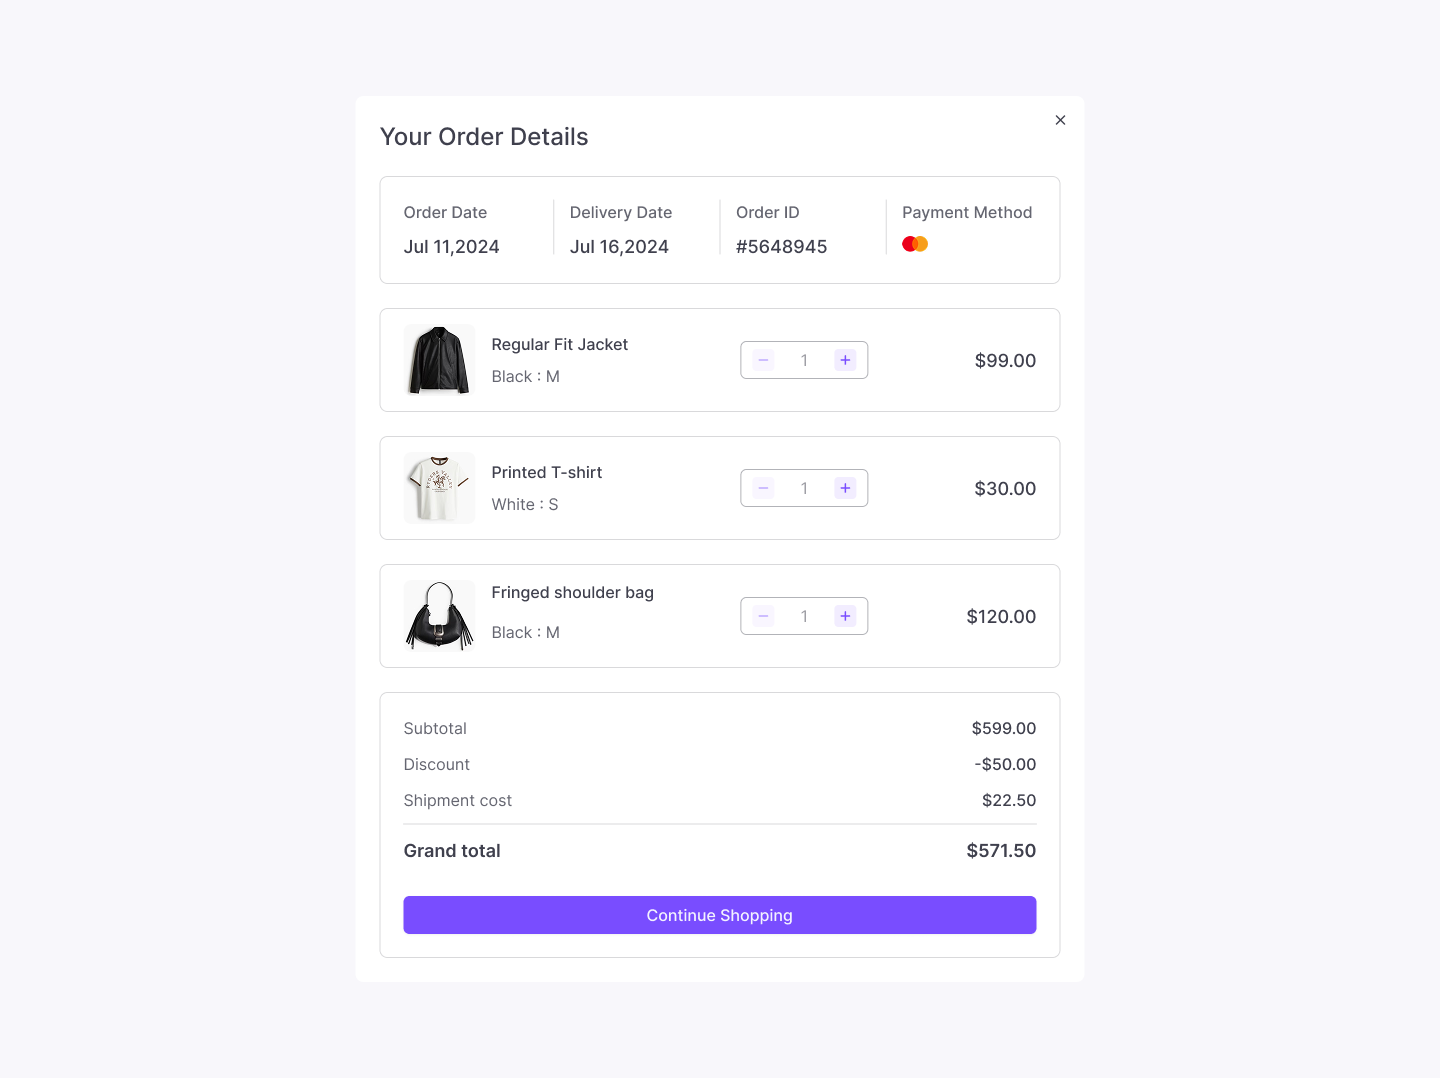 Your Order Details
Order Date
Delivery Date
Order ID
Payment Method
Jul 11,2024
Jul 16,2024
#5648945
Regular Fit Jacket
Black : M
1
$99.00
Printed T-shirt
White : S
1
$30.00
Fringed shoulder bag
Black : M
1
$120.00
Subtotal
$599.00
Discount
-$50.00
Shipment cost
$22.50
Grand total
$571.50
Continue Shopping